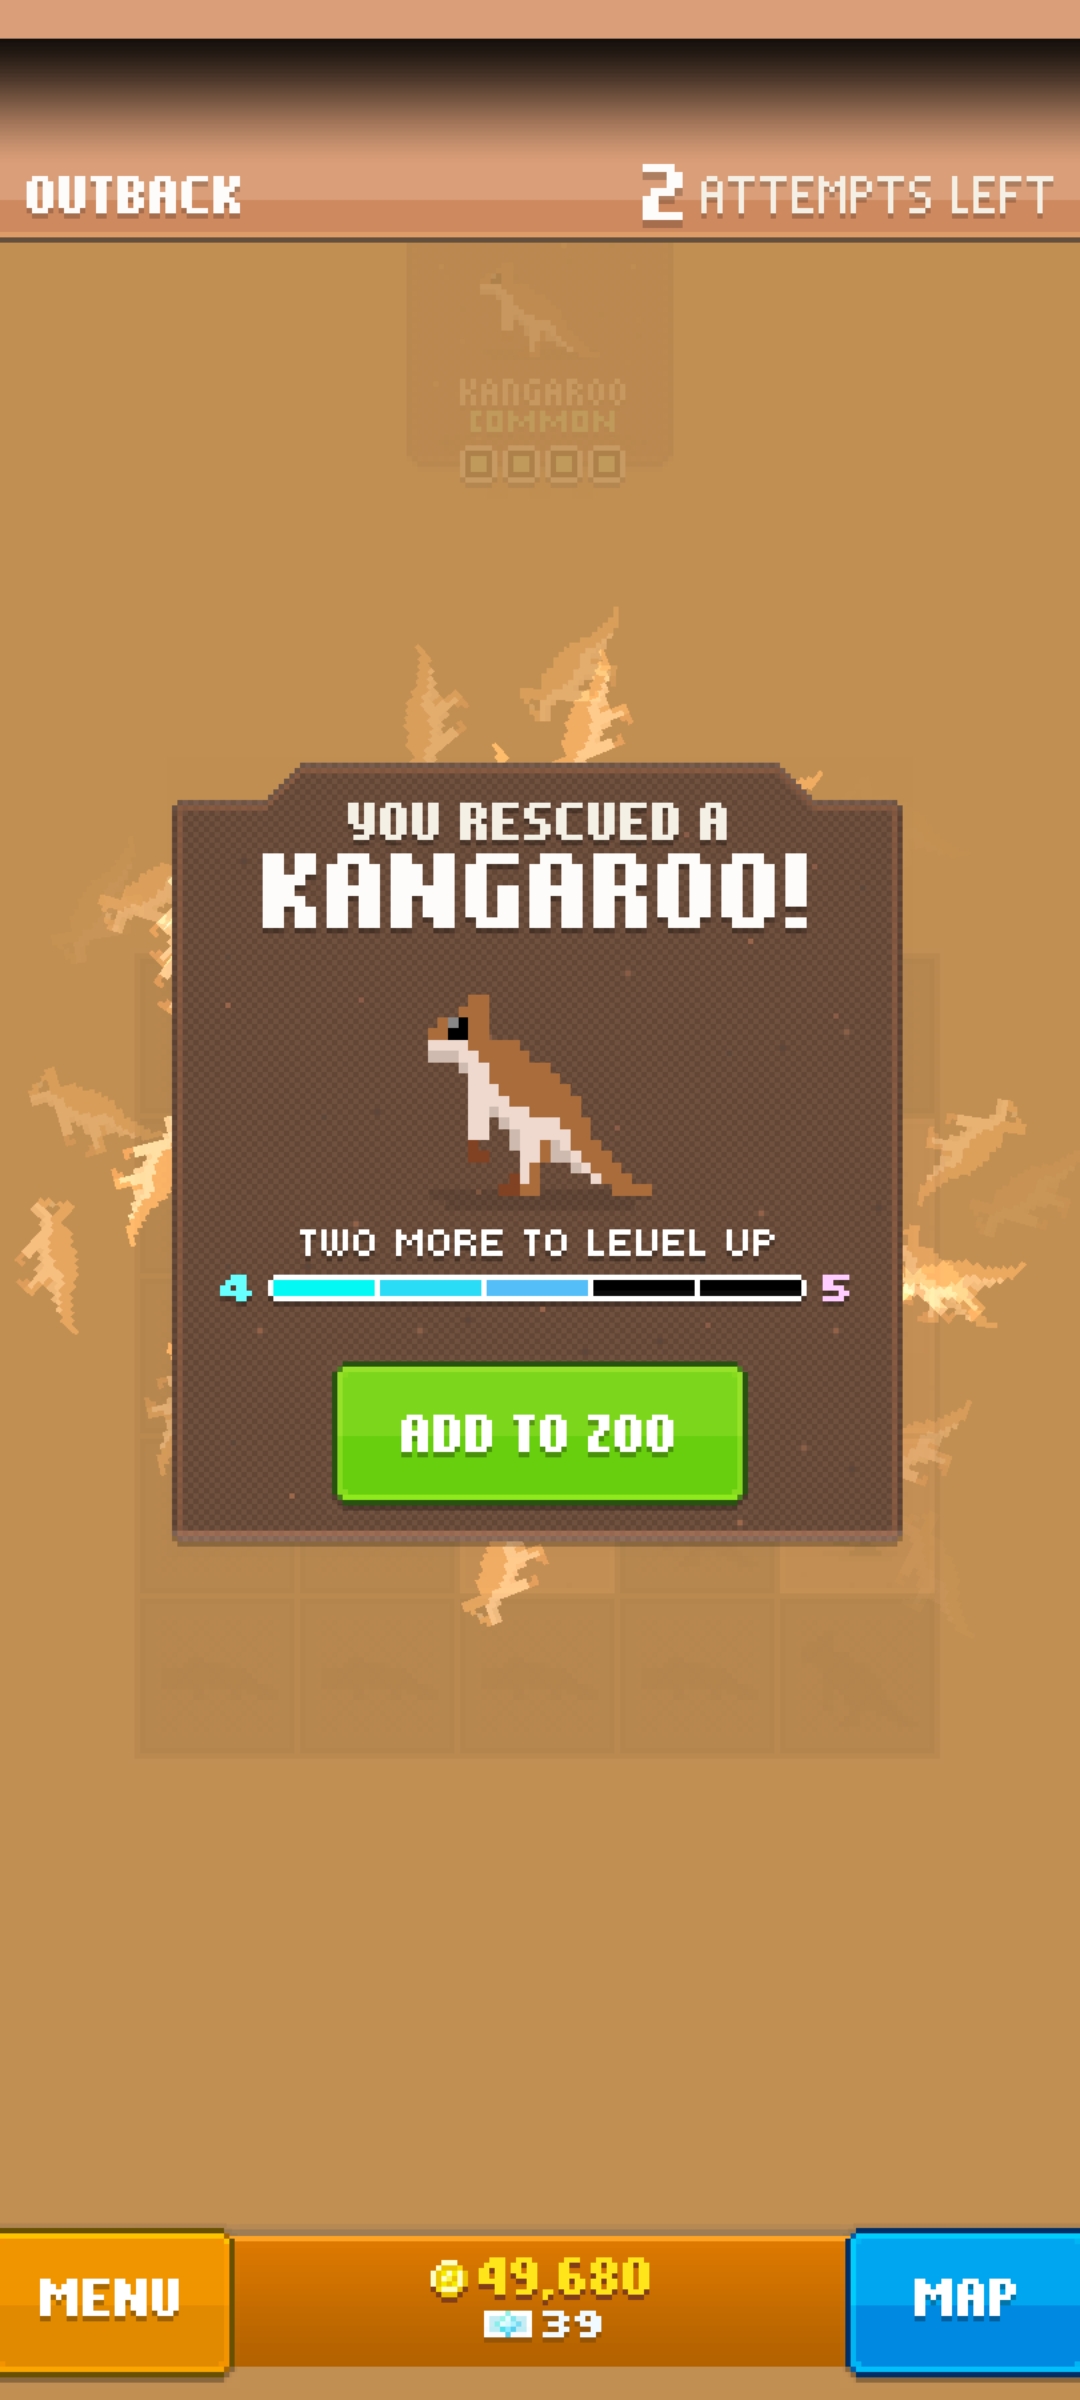 OUTBACK
2 ATTEMPTS LEFT
KANGAROO
COMMON
YOU RESCUED A
KANGAROO!
TWO MORE TO LEVEL UP
4 5
ADD TO ZOO
MENU
49,680
39
MAP